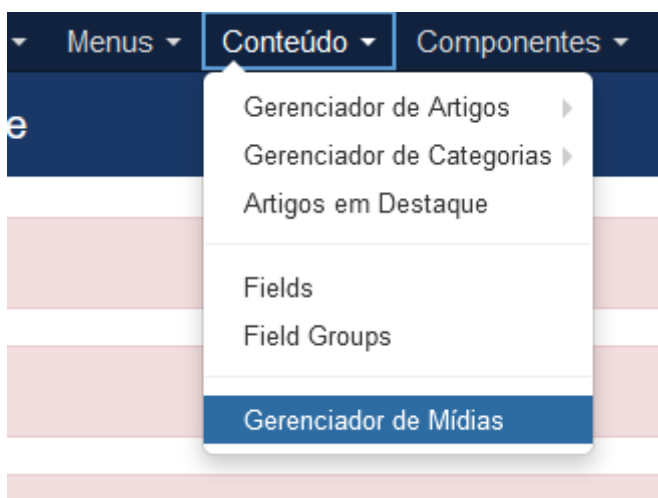 Menus Conteúdo Componentes
e
Gerenciador de Artigos
Gerenciador de Categorias
Artigos em Destaque
Fields
Field Groups
Gerenciador de Mídias